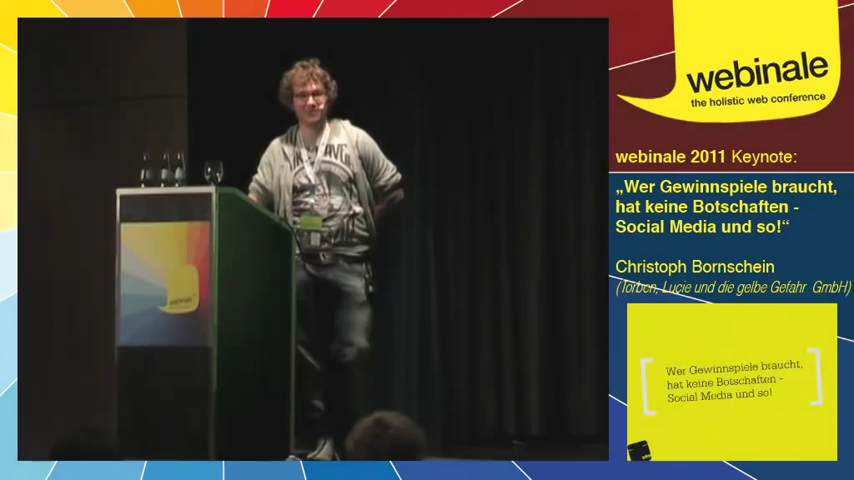 webinale
the holistic web conference
webinale 2011 Keynote:
„Wer Gewinnspiele braucht,
hat keine Botschaften -
Social Media und so!“
Christoph Bornschein
(Torben, Lucie und die gelbe Gefahr GmbH)
Wer Gewinnspiele braucht,
hat keine Botschaften -
Social Media und so!
webinale